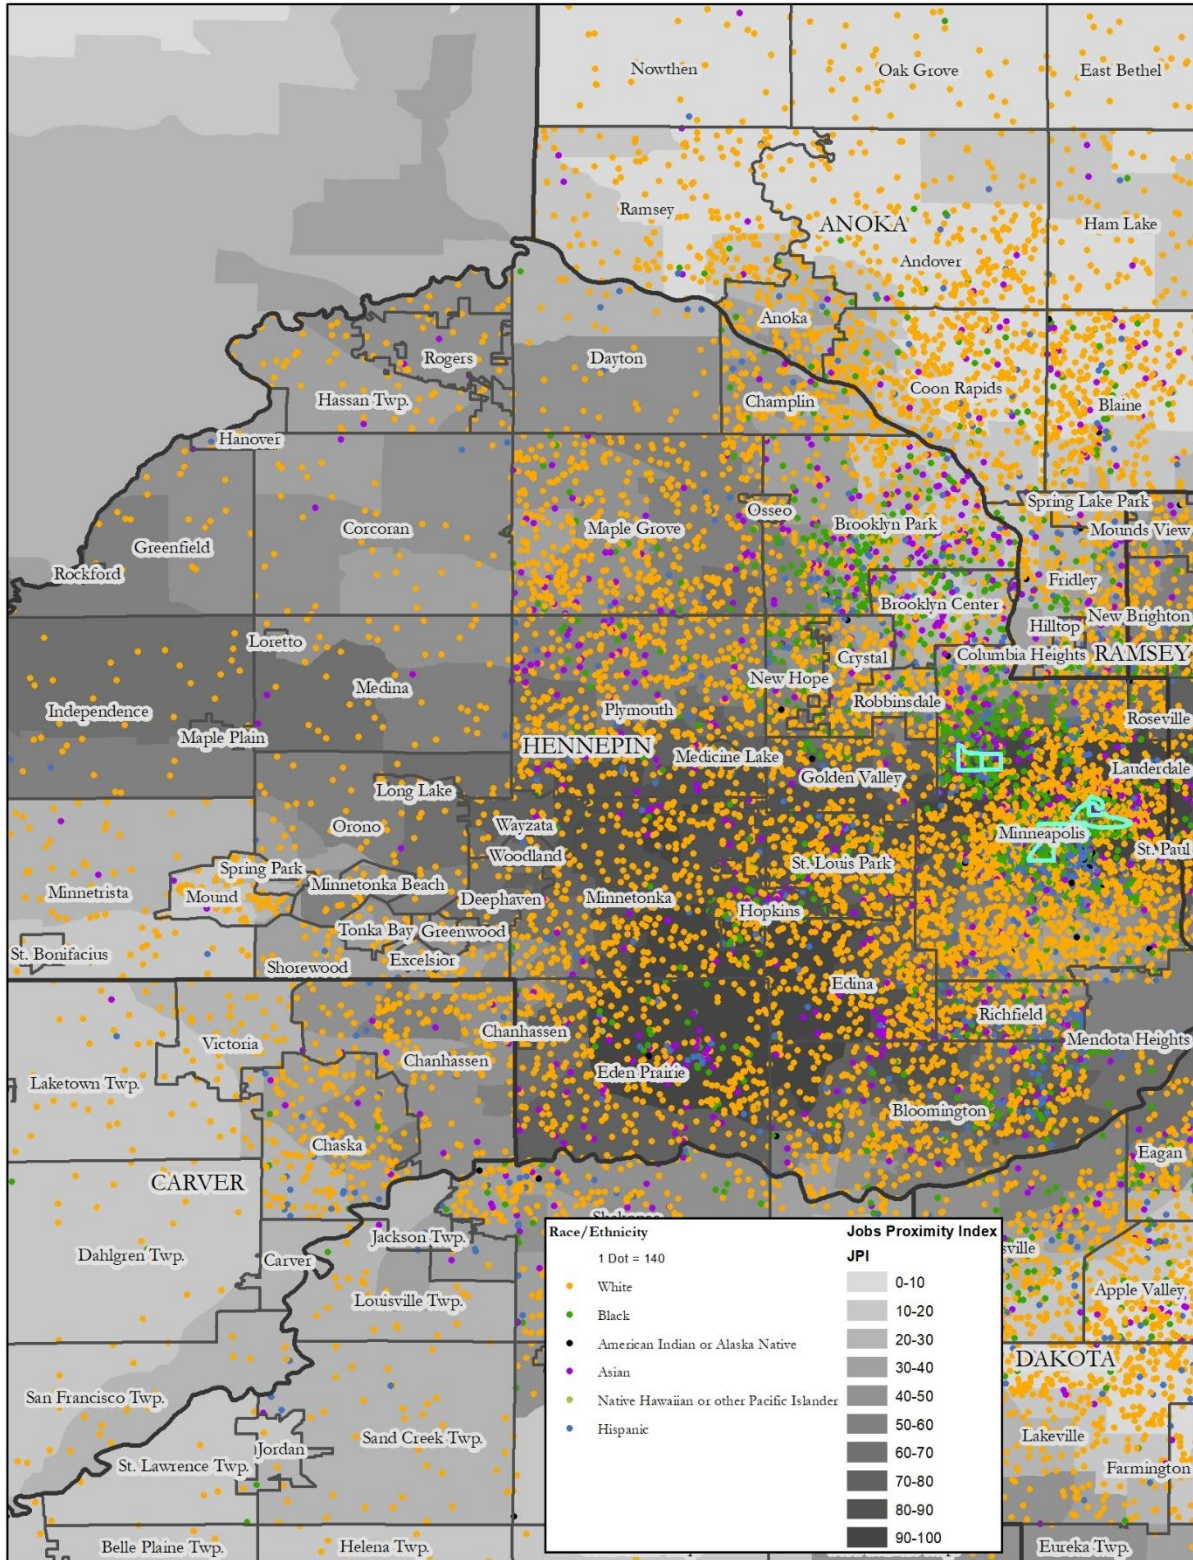 Nowthen
Oak Grove
East Bethel
Ramsey
ANOKA
Ham Lake
Andover
Anoka
Rogers
Dayton
Coon Rapids
Hassan Twp.
Champlin
Blaine
Hanover
Spring Lake Park
Osseo
Maple Grove
Brooklyn Park
Corcoran
Mounds View
Greenfield
Rockford
Fridley
Brooklyn Center
New Brighton
Hilltop
Loretto
Crystal
Columbia Heights
RAMSEY
New Hope
Medina
Robbinsdale
Independence
Plymouth
Roseville
Maple Plain
HENNEPIN
Medicine Lake
Lauderdale
Golden Valley
Long Lake
Orono
Wayzata
Minneapolis
St. Paul
Woodland
St. Louis Park
Spring Park
Minnetonka Beach
Minnetrista
Mound
Deephaven
Minnetonka
Hopkins
Tonka Bay
Greenwood
St. Bonifacius
Excelsior
Shorewood
Edina
Richfield
Chanhassen
Victoria
Mendota Heights
Chanhassen
Eden Prairie
Laketown Twp.
Bloomington
Chaska
Eagan
CARVER
Jackson Twp.
Dahlgren Twp.
Carver
sville
Apple Valley
Louisville Twp.
DAKOTA
San Francisco Twp.
Lakeville
Jordan
Sand Creek Twp.
St. Lawrence Twp.
Farmington
Belle Plaine Twp.
Helena Twp.
Eureka Twp.
Race/Ethnicity
1 Dot = 140
White
Black
American Indian or Alaska Native
Asian
Native Hawaiian or other Pacific Islander
Hispanic
Jobs Proximity Index
JPI
0-10
10-20
20-30
30-40
40-50
50-60
60-70
70-80
80-90
90-100